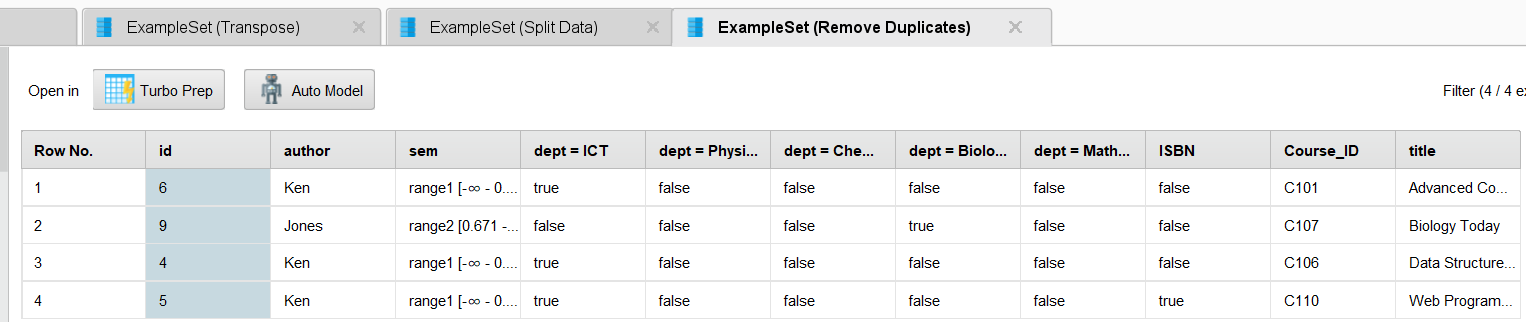 ExampleSet (Transpose) ExampleSet (Split Data) ExampleSet (Remove Duplicates)
Open in Turbo Prep Auto Model Filter (4 / 4 ex
Row No. id author sem dept = ICT dept = Physi... dept = Che... dept = Biolo... dept = Math... ISBN Course_ID title
1 6 Ken range1 [-∞ - 0.... true false false false false false C101 Advanced Co...
2 9 Jones range2 [0.671 -... false false false true false false C107 Biology Today
3 4 Ken range1 [-∞ - 0.... true false false false false false C106 Data Structure...
4 5 Ken range1 [-∞ - 0.... true false false false false true C110 Web Program...